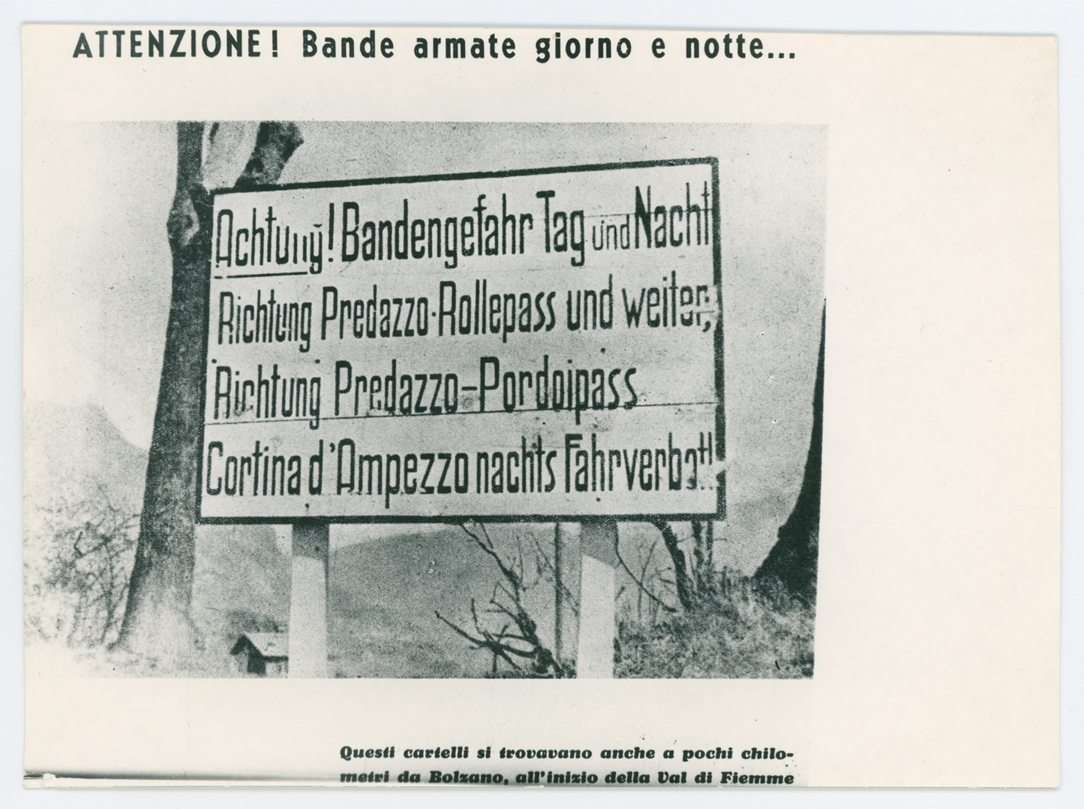 ATTENZIONE! Bande armate giorno e notte...
Achtung! Bandengefahr Tag und Nacht
Richtung Predazzo-Rollepass und weiter,
Richtung Predazzo-Pordoipass
Cortina d'Ampezzo nachts Fahrverbot!
Questi cartelli si trovavano anche a pochi chilo-
metri da Bolzano, all'inizio della Val di Fiemme